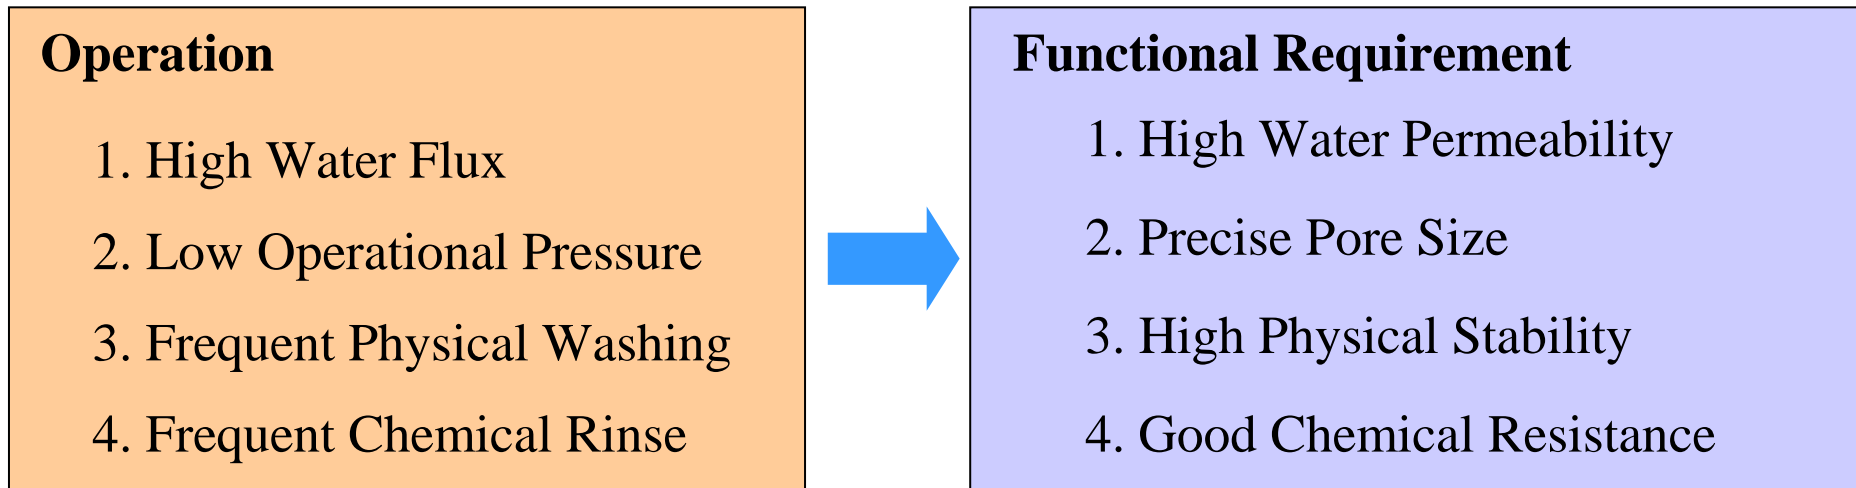 Operation
1. High Water Flux
2. Low Operational Pressure
3. Frequent Physical Washing
4. Frequent Chemical Rinse
Functional Requirement
1. High Water Permeability
2. Precise Pore Size
3. High Physical Stability
4. Good Chemical Resistance